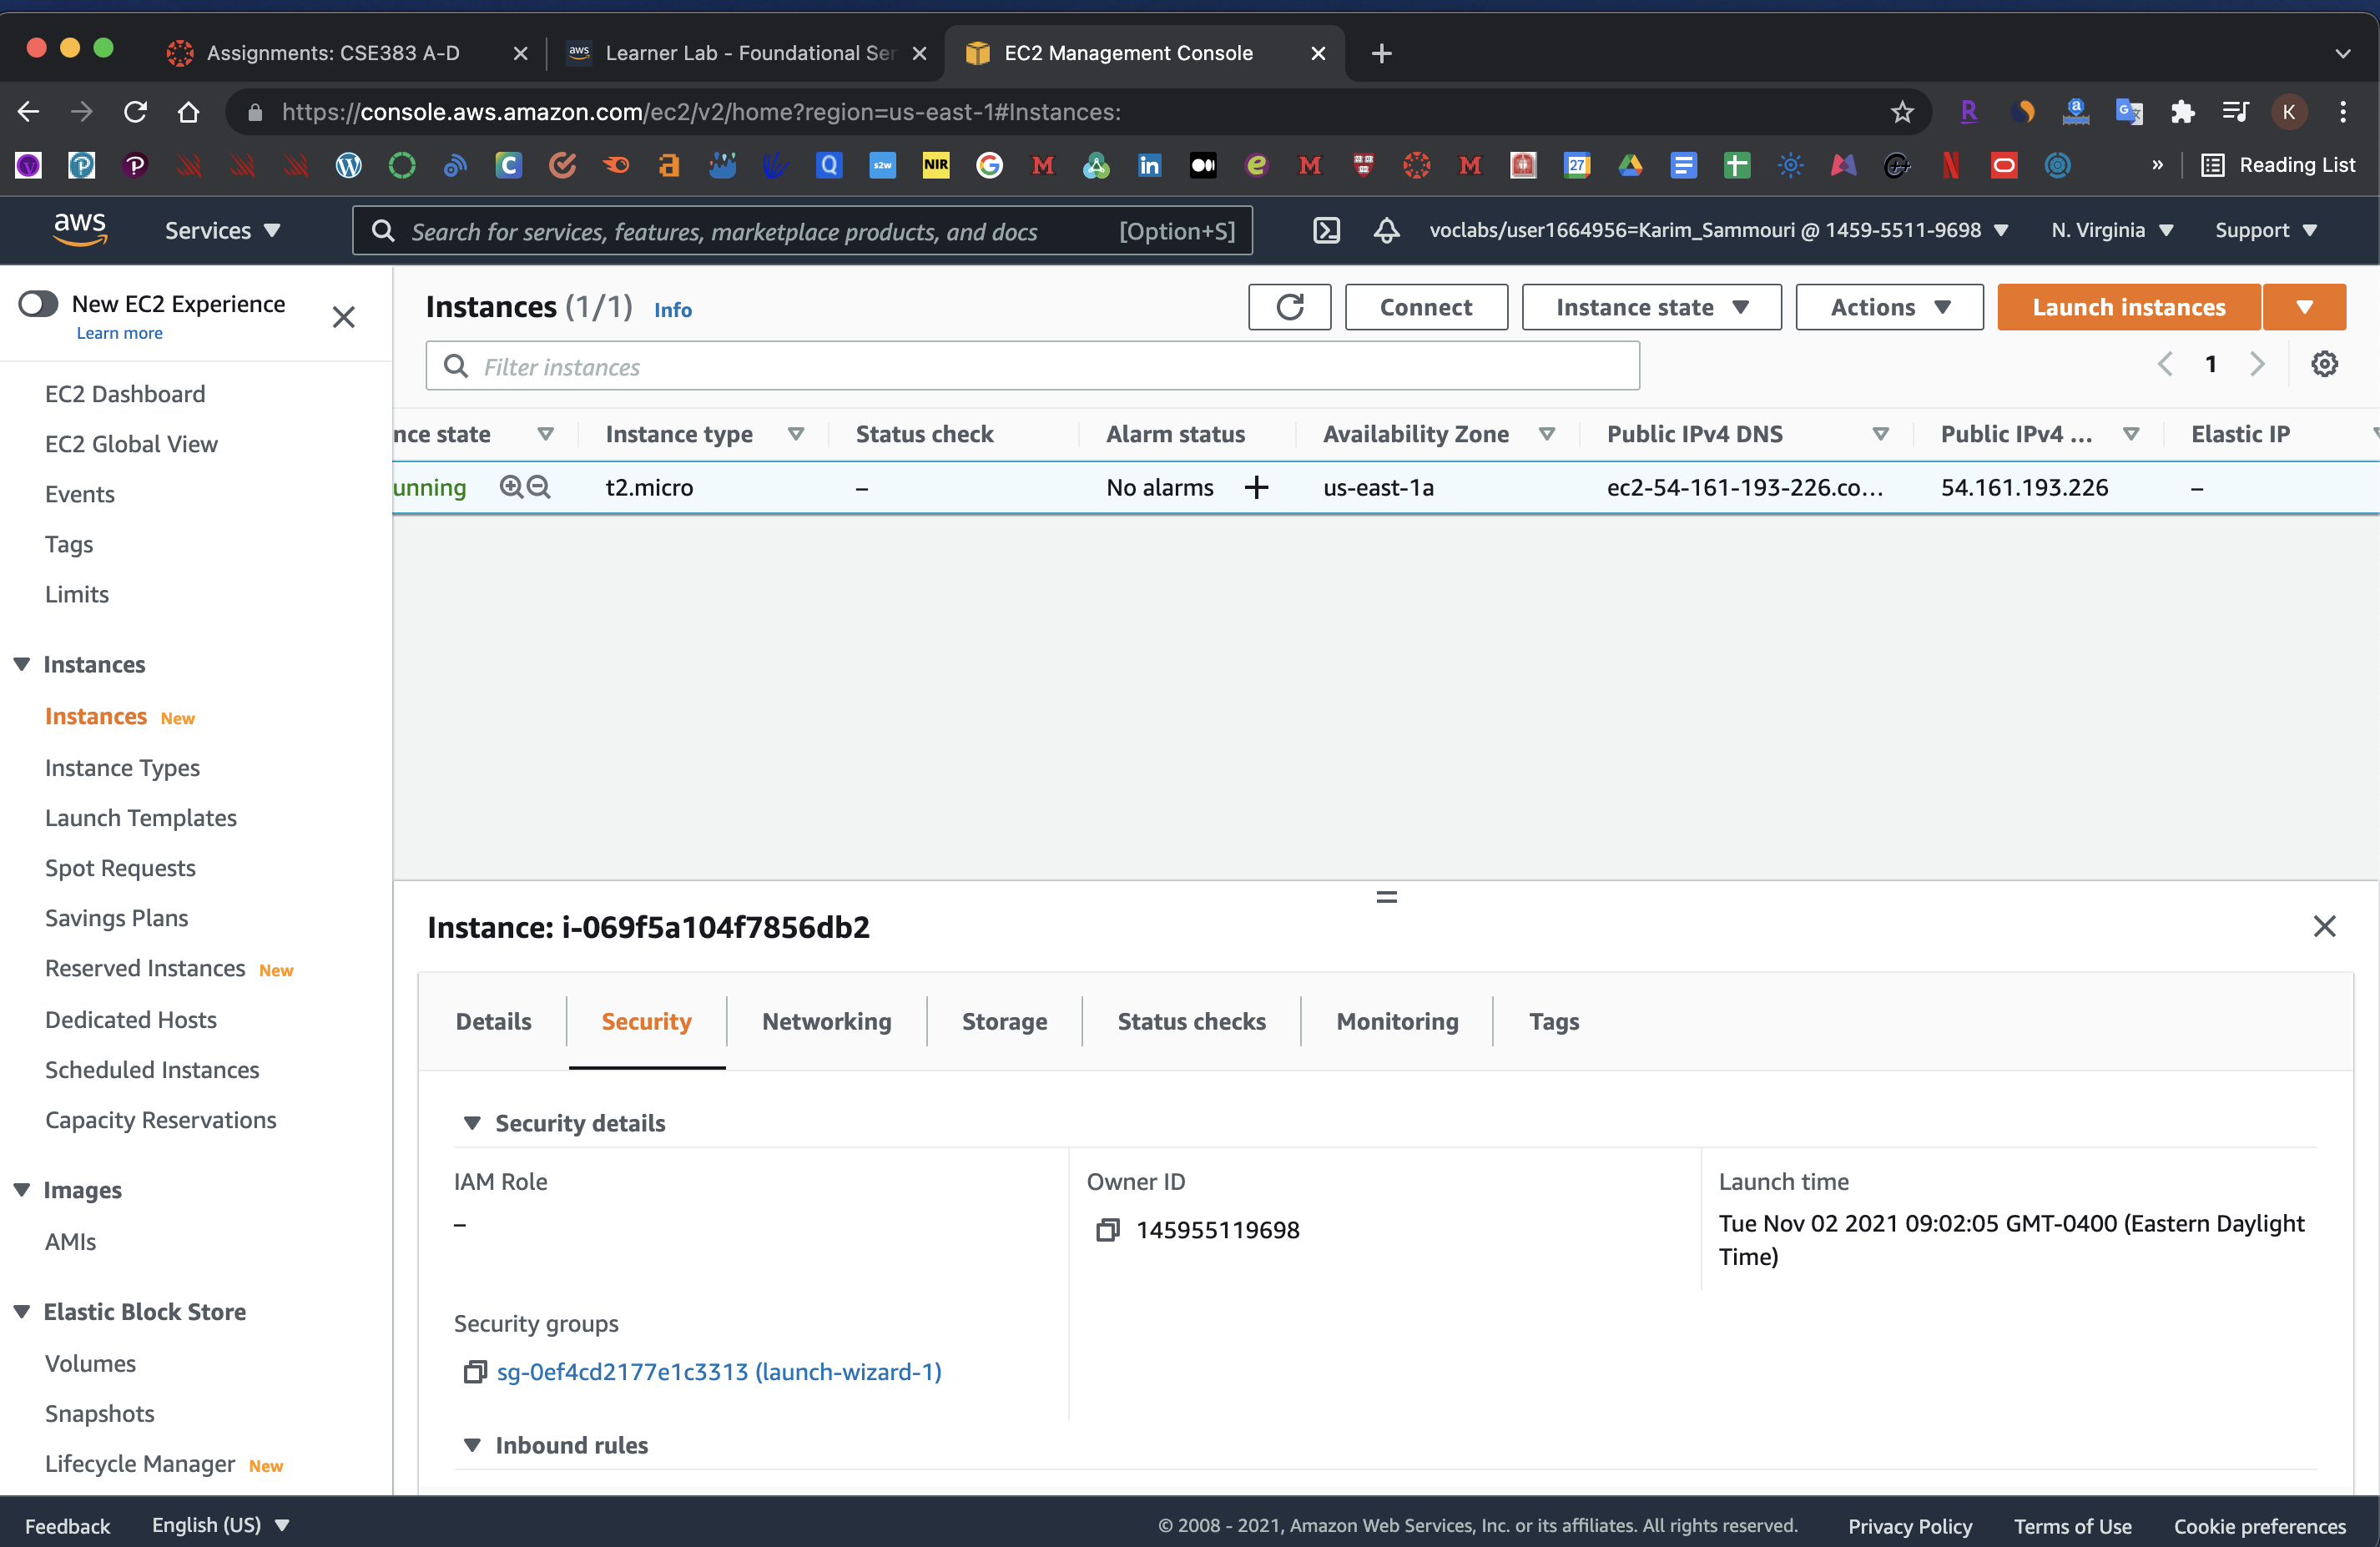 Assignments: CSE383 A-D
aws Learner Lab - Foundational Ser
EC2 Management Console
https://console.aws.amazon.com/ec2/v2/home?region=us-east-1#Instances:
K
Reading List
aws Services Search for services, features, marketplace products, and docs [Option+S] voclabs/user1664956=Karim_Sammouri @ 1459-5511-9698 N. Virginia Support
New EC2 Experience
Learn more
EC2 Dashboard
EC2 Global View
Events
Tags
Limits
Instances
Instances New
Instance Types
Launch Templates
Spot Requests
Savings Plans
Reserved Instances New
Dedicated Hosts
Scheduled Instances
Capacity Reservations
Images
AMIs
Elastic Block Store
Volumes
Snapshots
Lifecycle Manager New
Instances (1/1) Info
Connect Instance state Actions Launch instances
Filter instances
1
nce state Instance type Status check Alarm status Availability Zone Public IPv4 DNS Public IPv4 ... Elastic IP
unning t2.micro – No alarms + us-east-1a ec2-54-161-193-226.co... 54.161.193.226 –
Instance: i-069f5a104f7856db2
Details Security Networking Storage Status checks Monitoring Tags
Security details
IAM Role
–
Owner ID
145955119698
Launch time
Tue Nov 02 2021 09:02:05 GMT-0400 (Eastern Daylight
Time)
Security groups
sg-0ef4cd2177e1c3313 (launch-wizard-1)
Inbound rules
Feedback English (US) © 2008 - 2021, Amazon Web Services, Inc. or its affiliates. All rights reserved. Privacy Policy Terms of Use Cookie preferences